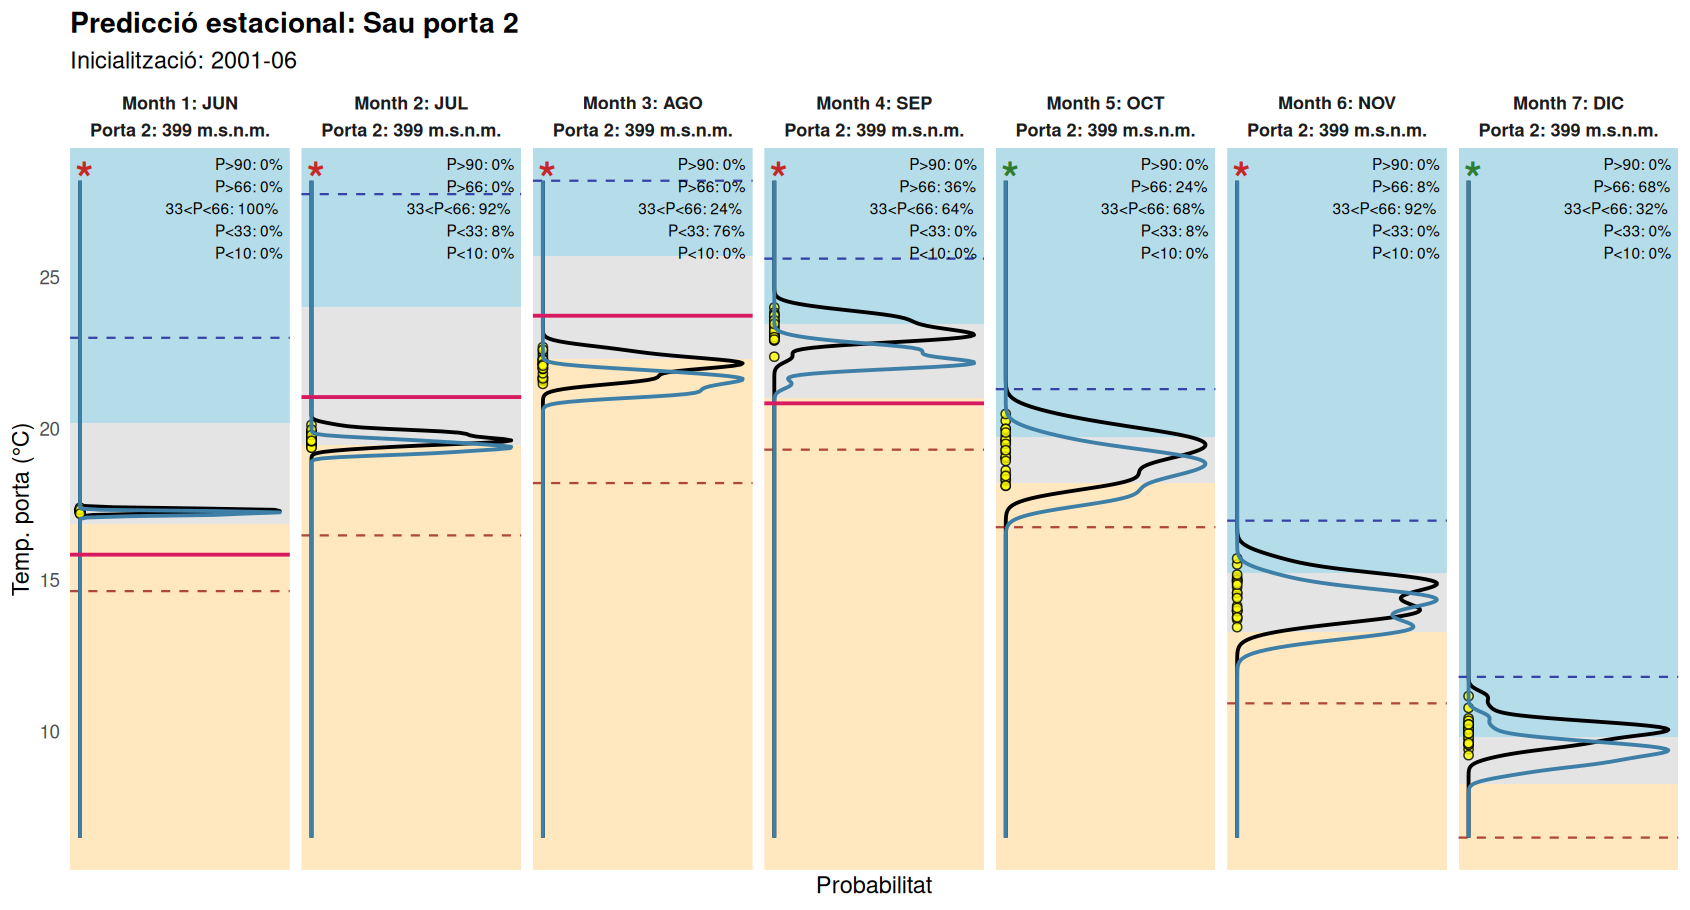 Predicció estacional: Sau porta 2
Inicialització: 2001-06
Month 1: JUN
Porta 2: 399 m.s.n.m.
Month 2: JUL
Porta 2: 399 m.s.n.m.
Month 3: AGO
Porta 2: 399 m.s.n.m.
Month 4: SEP
Porta 2: 399 m.s.n.m.
Month 5: OCT
Porta 2: 399 m.s.n.m.
Month 6: NOV
Porta 2: 399 m.s.n.m.
Month 7: DIC
Porta 2: 399 m.s.n.m.
*
P>90: 0%
P>66: 0%
33<P<66: 100%
P<33: 0%
P<10: 0%
*
P>90: 0%
P>66: 0%
33<P<66: 92%
P<33: 8%
P<10: 0%
*
P>90: 0%
P>66: 0%
33<P<66: 24%
P<33: 76%
P<10: 0%
*
P>90: 0%
P>66: 36%
33<P<66: 64%
P<33: 0%
P<10: 0%
*
P>90: 0%
P>66: 24%
33<P<66: 68%
P<33: 8%
P<10: 0%
*
P>90: 0%
P>66: 8%
33<P<66: 92%
P<33: 0%
P<10: 0%
*
P>90: 0%
P>66: 68%
33<P<66: 32%
P<33: 0%
P<10: 0%
25
20
15
10
Temp. porta (°C)
Probabilitat